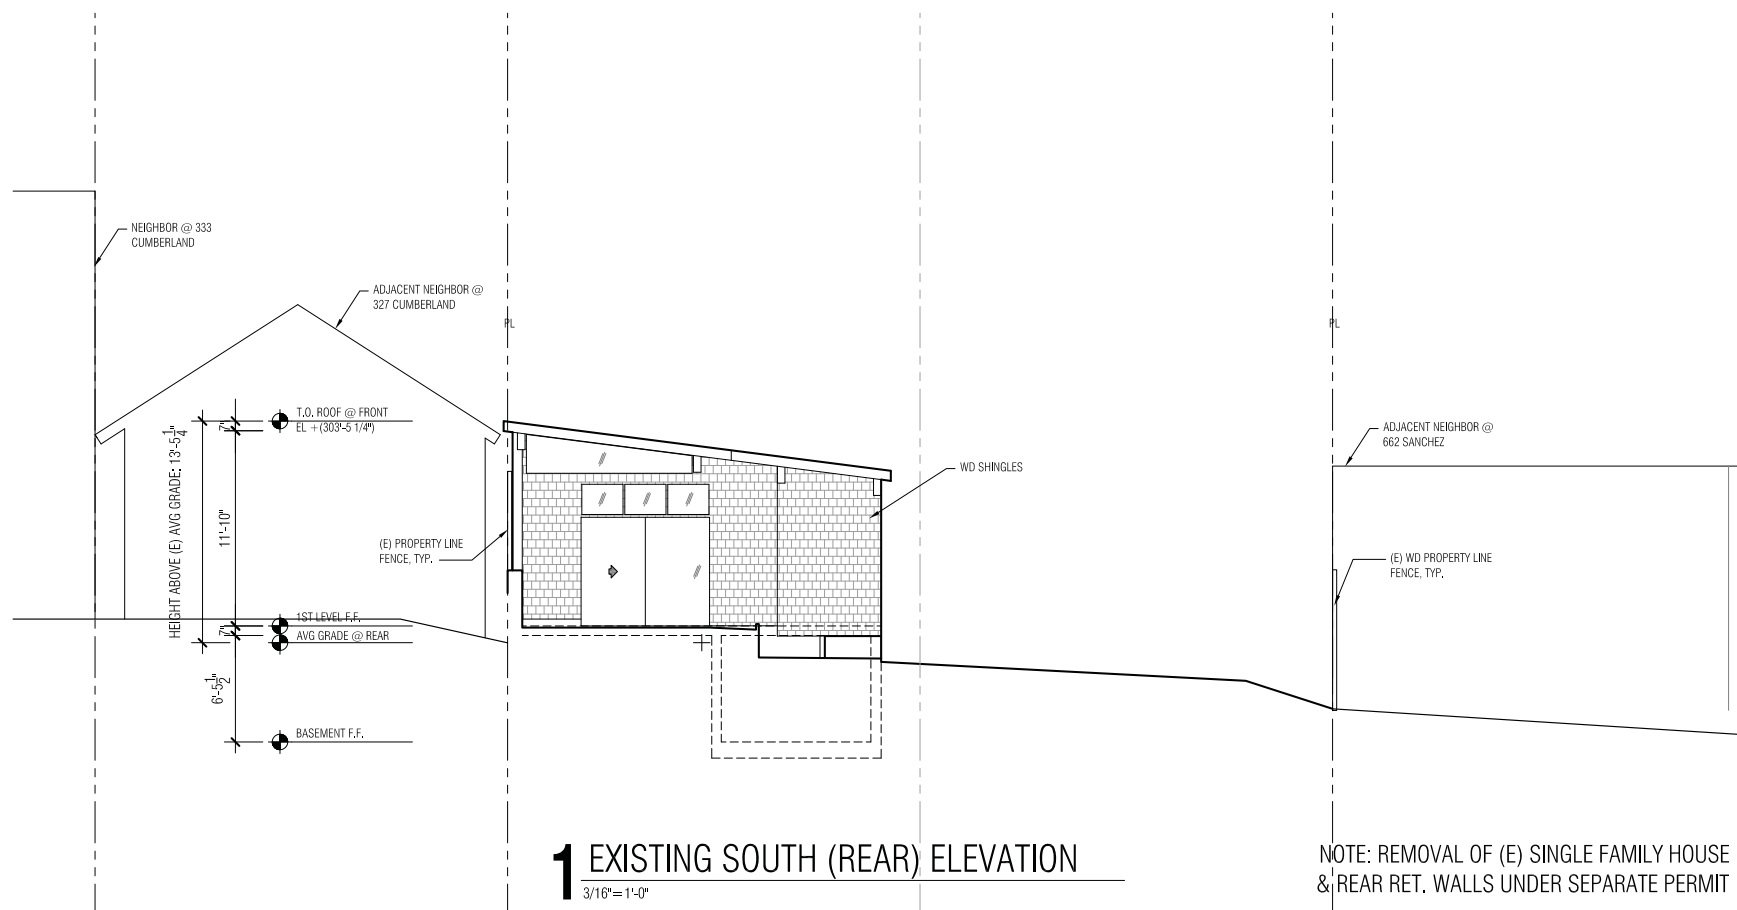 NEIGHBOR @ 333
CUMBERLAND
ADJACENT NEIGHBOR @
327 CUMBERLAND
PL
PL
T.O. ROOF @ FRONT
EL +(303'-5 1/4")
7"
HEIGHT ABOVE (E) AVG GRADE: 13'-5 1/4"
11'-10"
ADJACENT NEIGHBOR @
662 SANCHEZ
WD SHINGLES
(E) PROPERTY LINE
FENCE, TYP.
(E) WD PROPERTY LINE
FENCE, TYP.
1ST LEVEL F.F.
7"
AVG GRADE @ REAR
6'-5 1/2"
BASEMENT F.F.
1 EXISTING SOUTH (REAR) ELEVATION
3/16"=1'-0"
NOTE: REMOVAL OF (E) SINGLE FAMILY HOUSE
& REAR RET. WALLS UNDER SEPARATE PERMIT